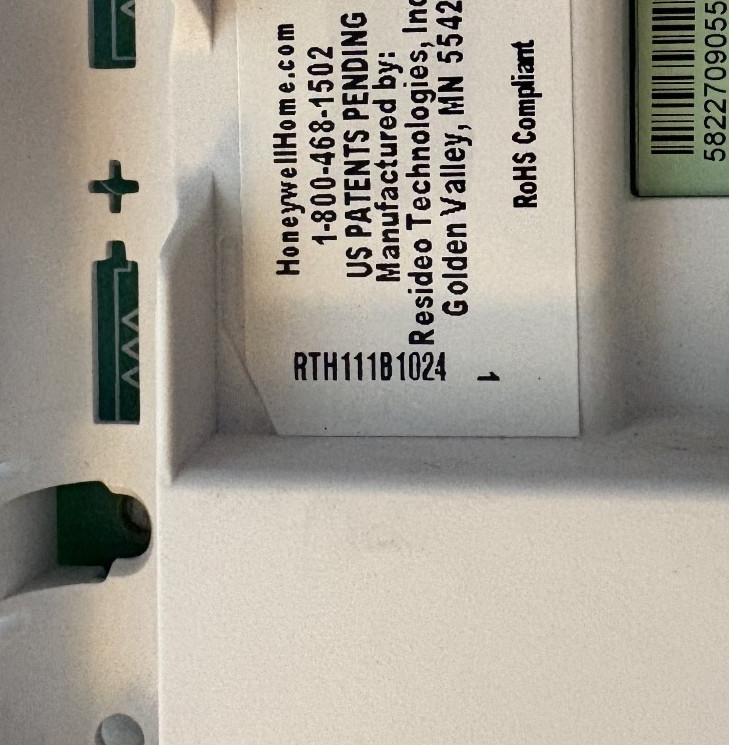 HoneywellHome.com
1-800-468-1502
US PATENTS PENDING
Manufactured by:
Resideo Technologies, Inc
Golden Valley, MN 5542
RoHS Compliant
RTH111B1024
1
5822709055
+